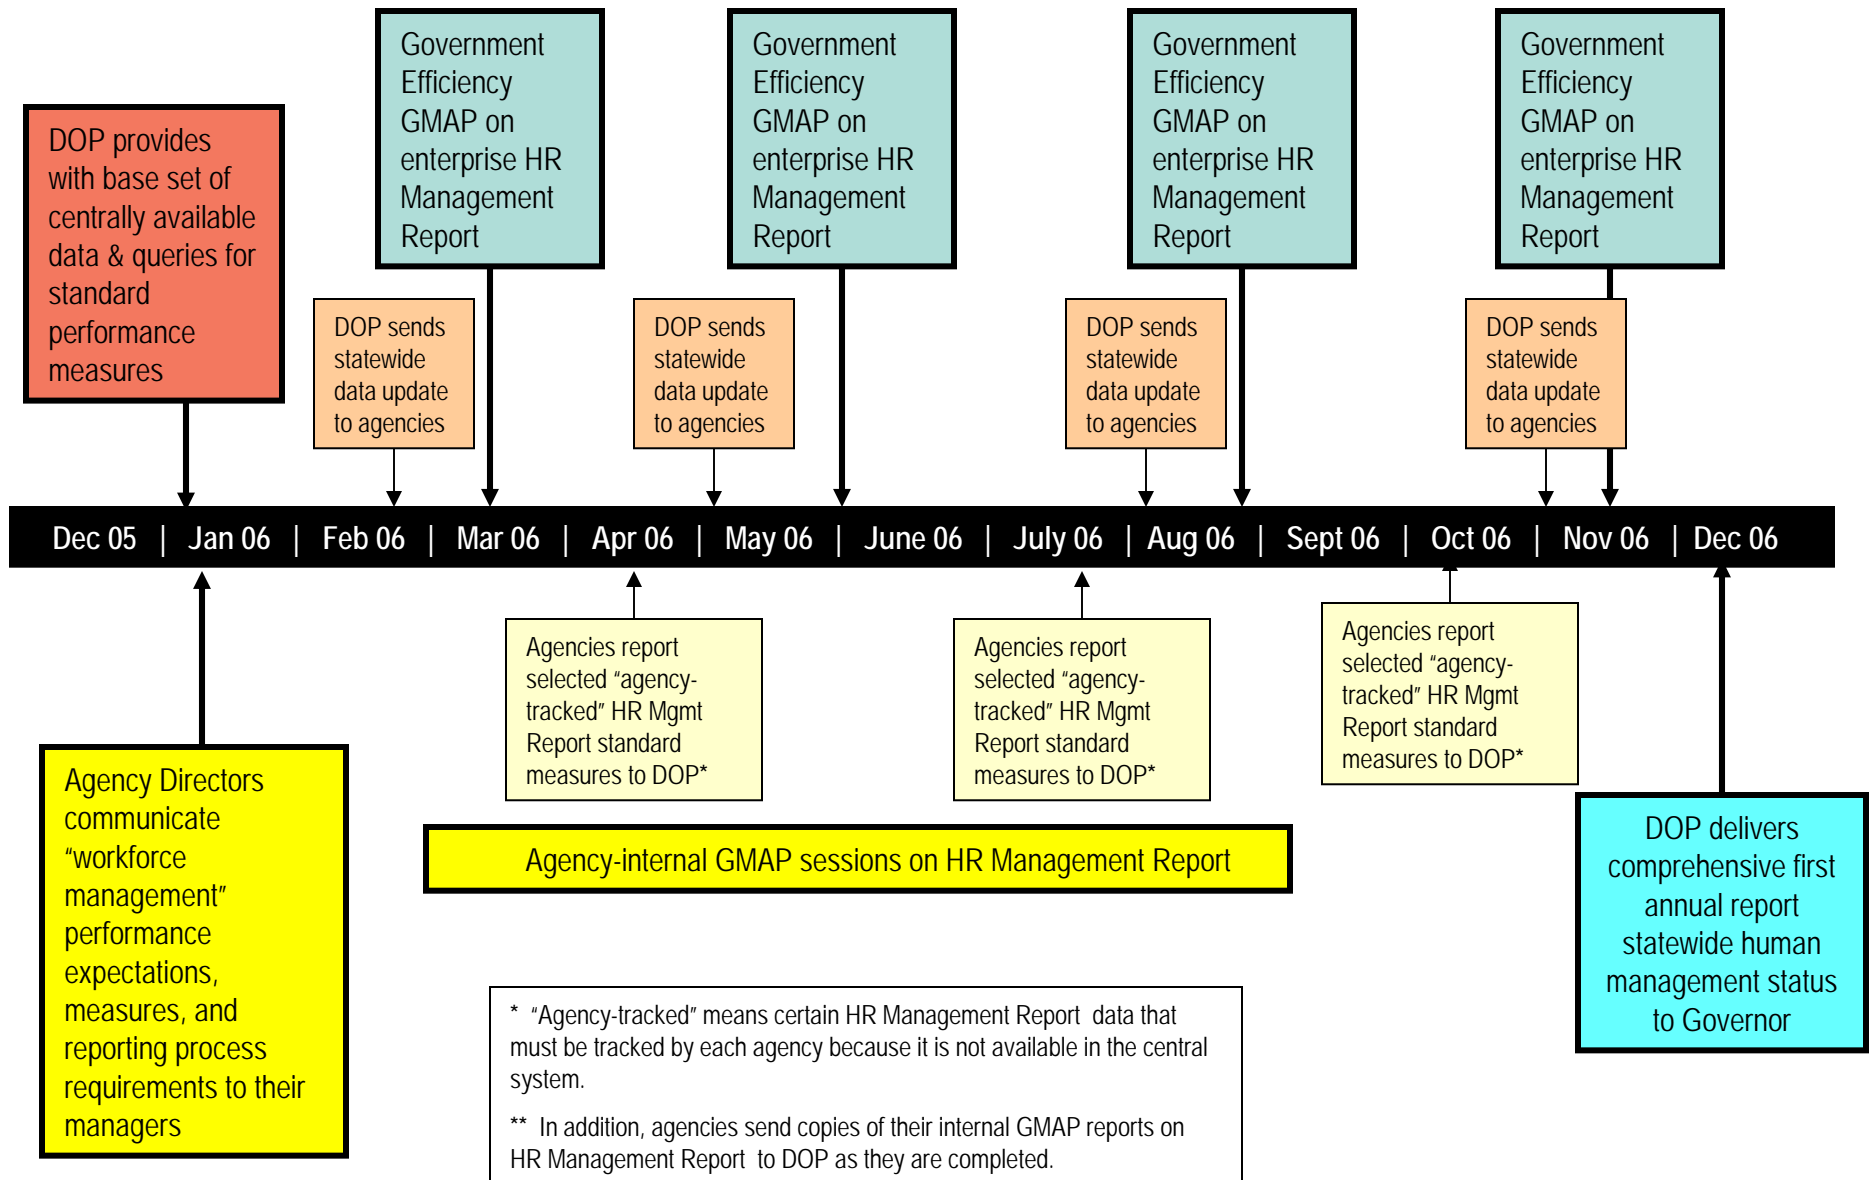 Government
Efficiency
GMAP on
enterprise HR
Management
Report
Government
Efficiency
GMAP on
enterprise HR
Management
Report
Government
Efficiency
GMAP on
enterprise HR
Management
Report
Government
Efficiency
GMAP on
enterprise HR
Management
Report
DOP provides
with base set of
centrally available
data & queries for
standard
performance
measures
DOP sends
statewide
data update
to agencies
DOP sends
statewide
data update
to agencies
DOP sends
statewide
data update
to agencies
DOP sends
statewide
data update
to agencies
Dec 05 | Jan 06 | Feb 06 | Mar 06 | Apr 06 | May 06 | June 06 | July 06 | Aug 06 | Sept 06 | Oct 06 | Nov 06 | Dec 06
Agencies report
selected “agency-
tracked” HR Mgmt
Report standard
measures to DOP*
Agencies report
selected “agency-
tracked” HR Mgmt
Report standard
measures to DOP*
Agencies report
selected “agency-
tracked” HR Mgmt
Report standard
measures to DOP*
Agency Directors
communicate
“workforce
management”
performance
expectations,
measures, and
reporting process
requirements to their
managers
Agency-internal GMAP sessions on HR Management Report
DOP delivers
comprehensive first
annual report
statewide human
management status
to Governor
* “Agency-tracked” means certain HR Management Report data that
must be tracked by each agency because it is not available in the central
system.
** In addition, agencies send copies of their internal GMAP reports on
HR Management Report to DOP as they are completed.